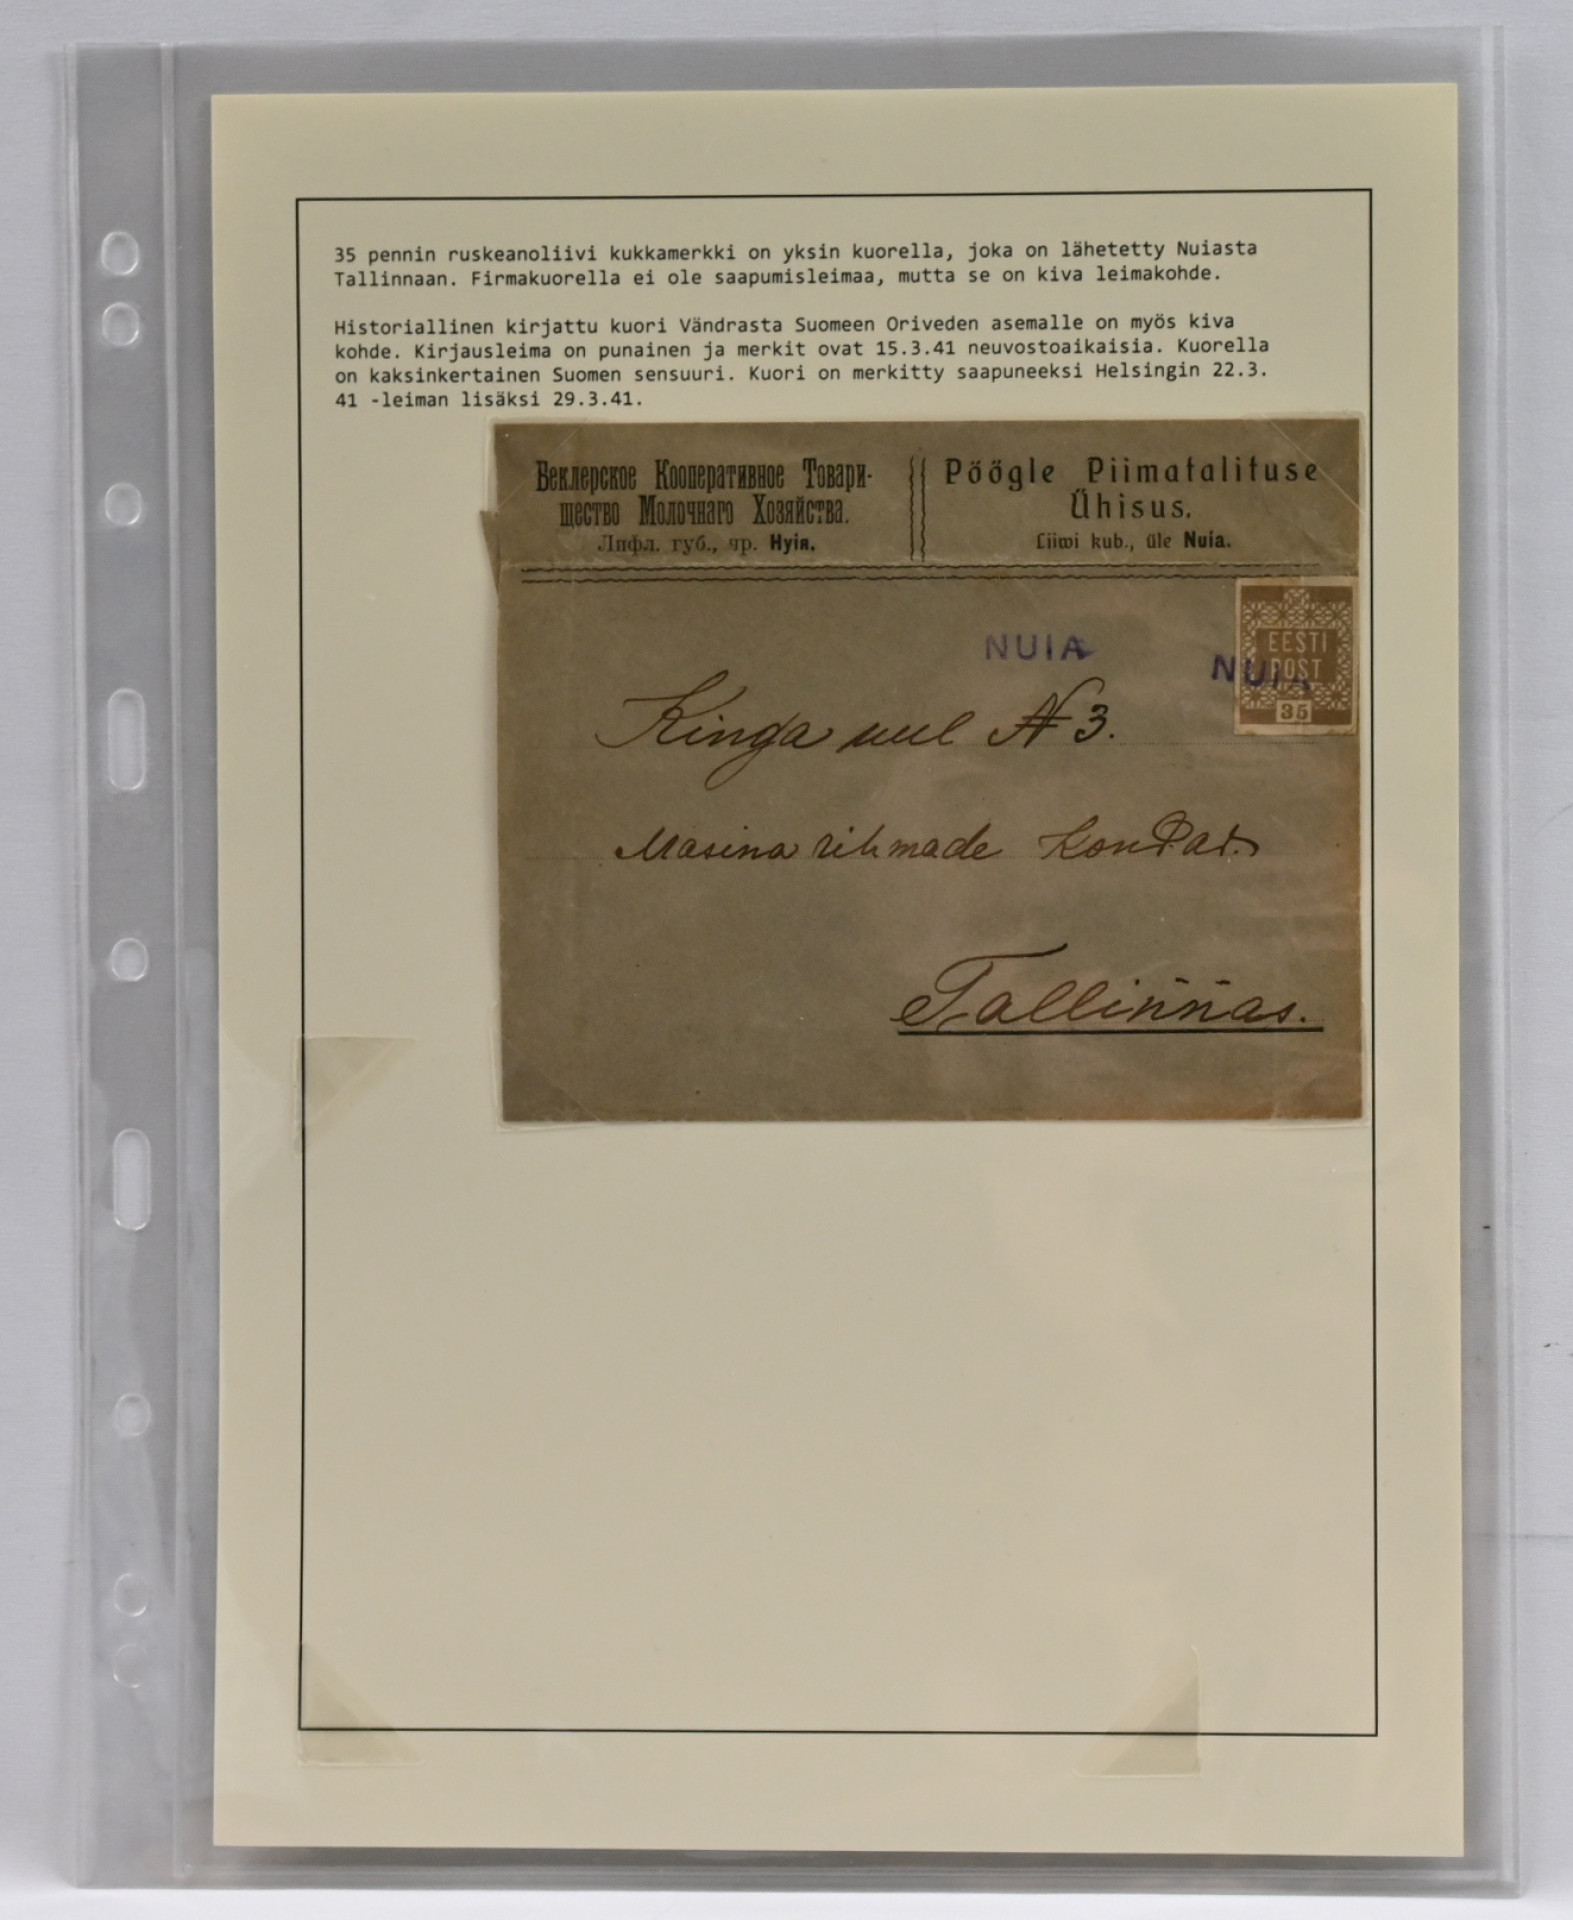 35 pennin ruskeanoliivi kukkamerkki on yksin kuorella, joka on lähetetty Nuiasta
Tallinnaan. Firmakuorella ei ole saapumisleimaa, mutta se on kiva leimakohde.
Historiallinen kirjattu kuori Vändrasta Suomeen Oriveden asemalle on myös kiva
kohde. Kirjausleima on punainen ja merkit ovat 15.3.41 neuvostoaikaisia. Kuorella
on kaksinkertainen Suomen sensuuri. Kuori on merkitty saapuneeksi Helsingin 22.3.
41 -leiman lisäksi 29.3.41.
Беклерское Кооперативное Товари-
щество Молочнаго Хозяйства.
Лифл. губ., чр. Нуія.
Pöögle Piimatalituse
Ühisus.
Liiwi kub., üle Nuia.
NUIA
NUIA
EESTI
POST
35
Kinga uul № 3.
Masina rihmade
Tallinnas.